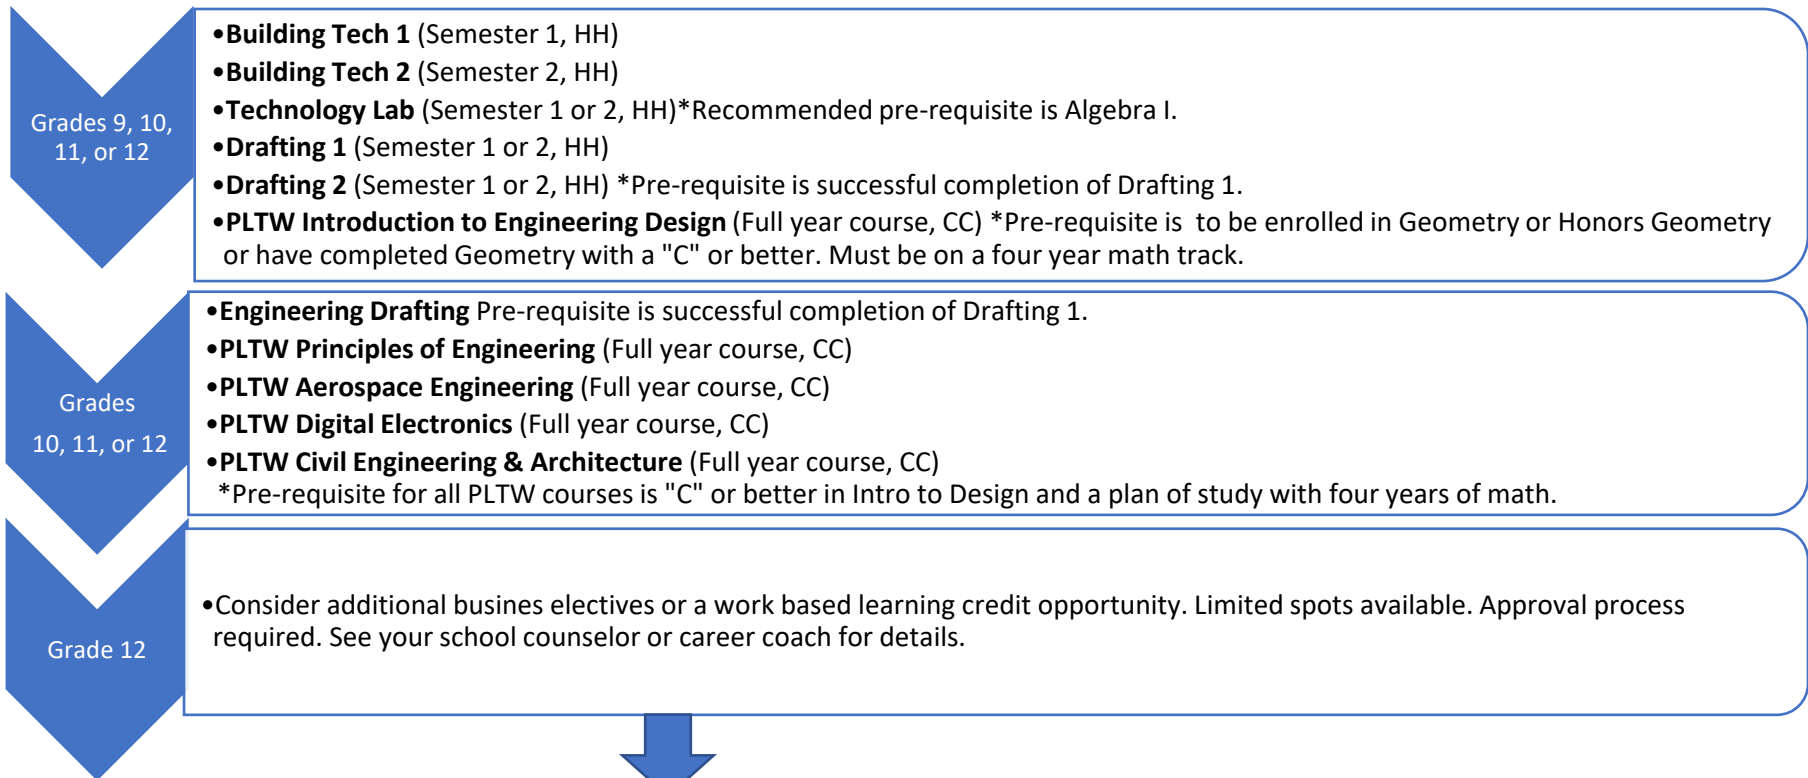 Grades 9, 10,
11, or 12
•Building Tech 1 (Semester 1, HH)
•Building Tech 2 (Semester 2, HH)
•Technology Lab (Semester 1 or 2, HH)*Recommended pre-requisite is Algebra I.
•Drafting 1 (Semester 1 or 2, HH)
•Drafting 2 (Semester 1 or 2, HH) *Pre-requisite is successful completion of Drafting 1.
•PLTW Introduction to Engineering Design (Full year course, CC) *Pre-requisite is  to be enrolled in Geometry or Honors Geometry
or have completed Geometry with a "C" or better. Must be on a four year math track.
Grades
10, 11, or 12
•Engineering Drafting Pre-requisite is successful completion of Drafting 1.
•PLTW Principles of Engineering (Full year course, CC)
•PLTW Aerospace Engineering (Full year course, CC)
•PLTW Digital Electronics (Full year course, CC)
•PLTW Civil Engineering & Architecture (Full year course, CC)
*Pre-requisite for all PLTW courses is "C" or better in Intro to Design and a plan of study with four years of math.
Grade 12
•Consider additional busines electives or a work based learning credit opportunity. Limited spots available. Approval process
required. See your school counselor or career coach for details.